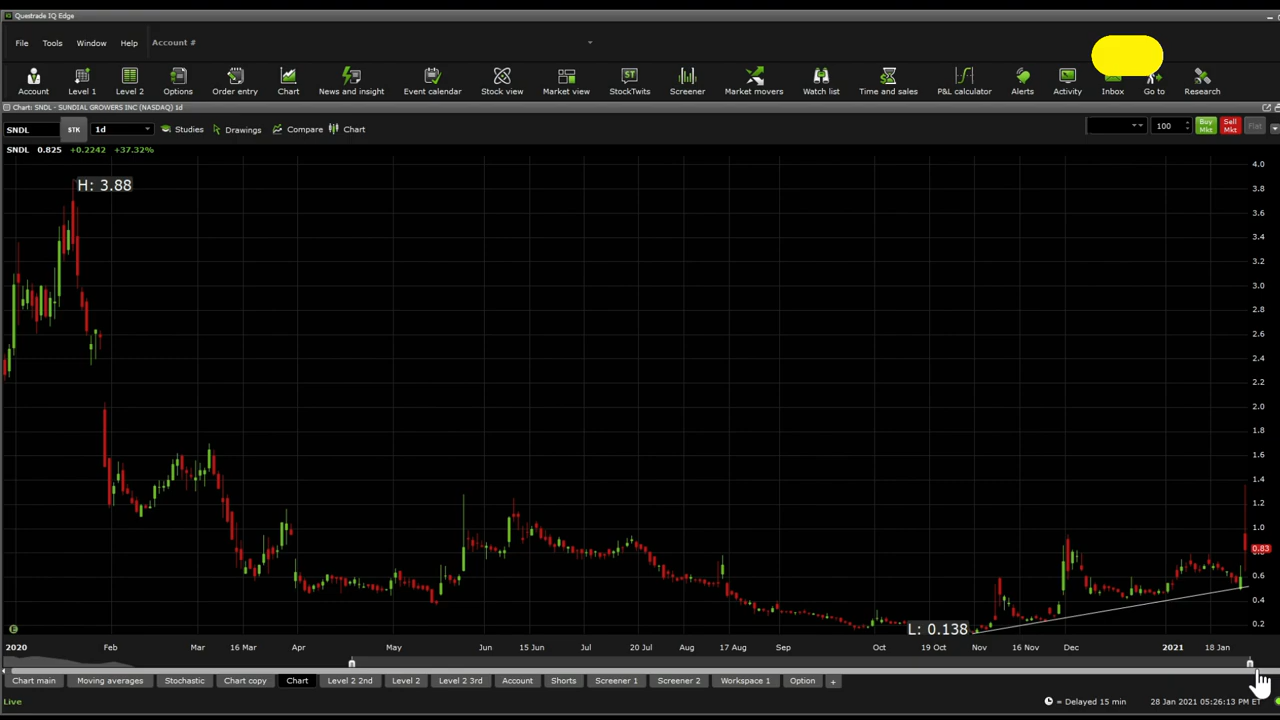 Questrade IQ Edge
File Tools Window Help Account #
Account Level 1 Level 2 Options Order entry Chart News and insight Event calendar Stock view Market view StockTwits Screener Market movers Watch list Time and sales P&L calculator Alerts Activity Inbox Go to Research
Chart: SNDL - SUNDIAL GROWERS INC (NASDAQ) 1d
SNDL STK 1d Studies Drawings Compare Chart 100 Buy Mkt Sell Mkt Flat
SNDL 0.825 +0.2242 +37.32%
4.0
H: 3.88
3.8
3.6
3.4
3.2
3.0
2.8
2.6
2.4
2.2
2.0
1.8
1.6
1.4
1.2
1.0
0.83
0.6
0.4
0.2
L: 0.138
E
2020 Feb Mar 16 Mar Apr May Jun 15 Jun Jul 20 Jul Aug 17 Aug Sep Oct 19 Oct Nov 16 Nov Dec 2021 18 Jan
Chart main Moving averages Stochastic Chart copy Chart Level 2 2nd Level 2 Level 2 3rd Account Shorts Screener 1 Screener 2 Workspace 1 Option +
Live = Delayed 15 min 28 Jan 2021 05:26:13 PM ET